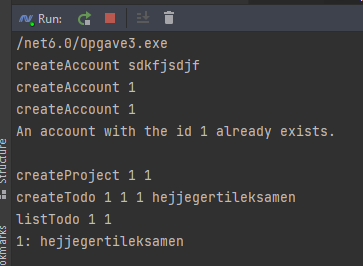 Run:
/net6.0/Opgave3.exe
createAccount sdkfjsdjf
createAccount 1
createAccount 1
An account with the id 1 already exists.
createProject 1 1
createTodo 1 1 1 hejjegertileksamen
listTodo 1 1
1: hejjegertileksamen
Structure